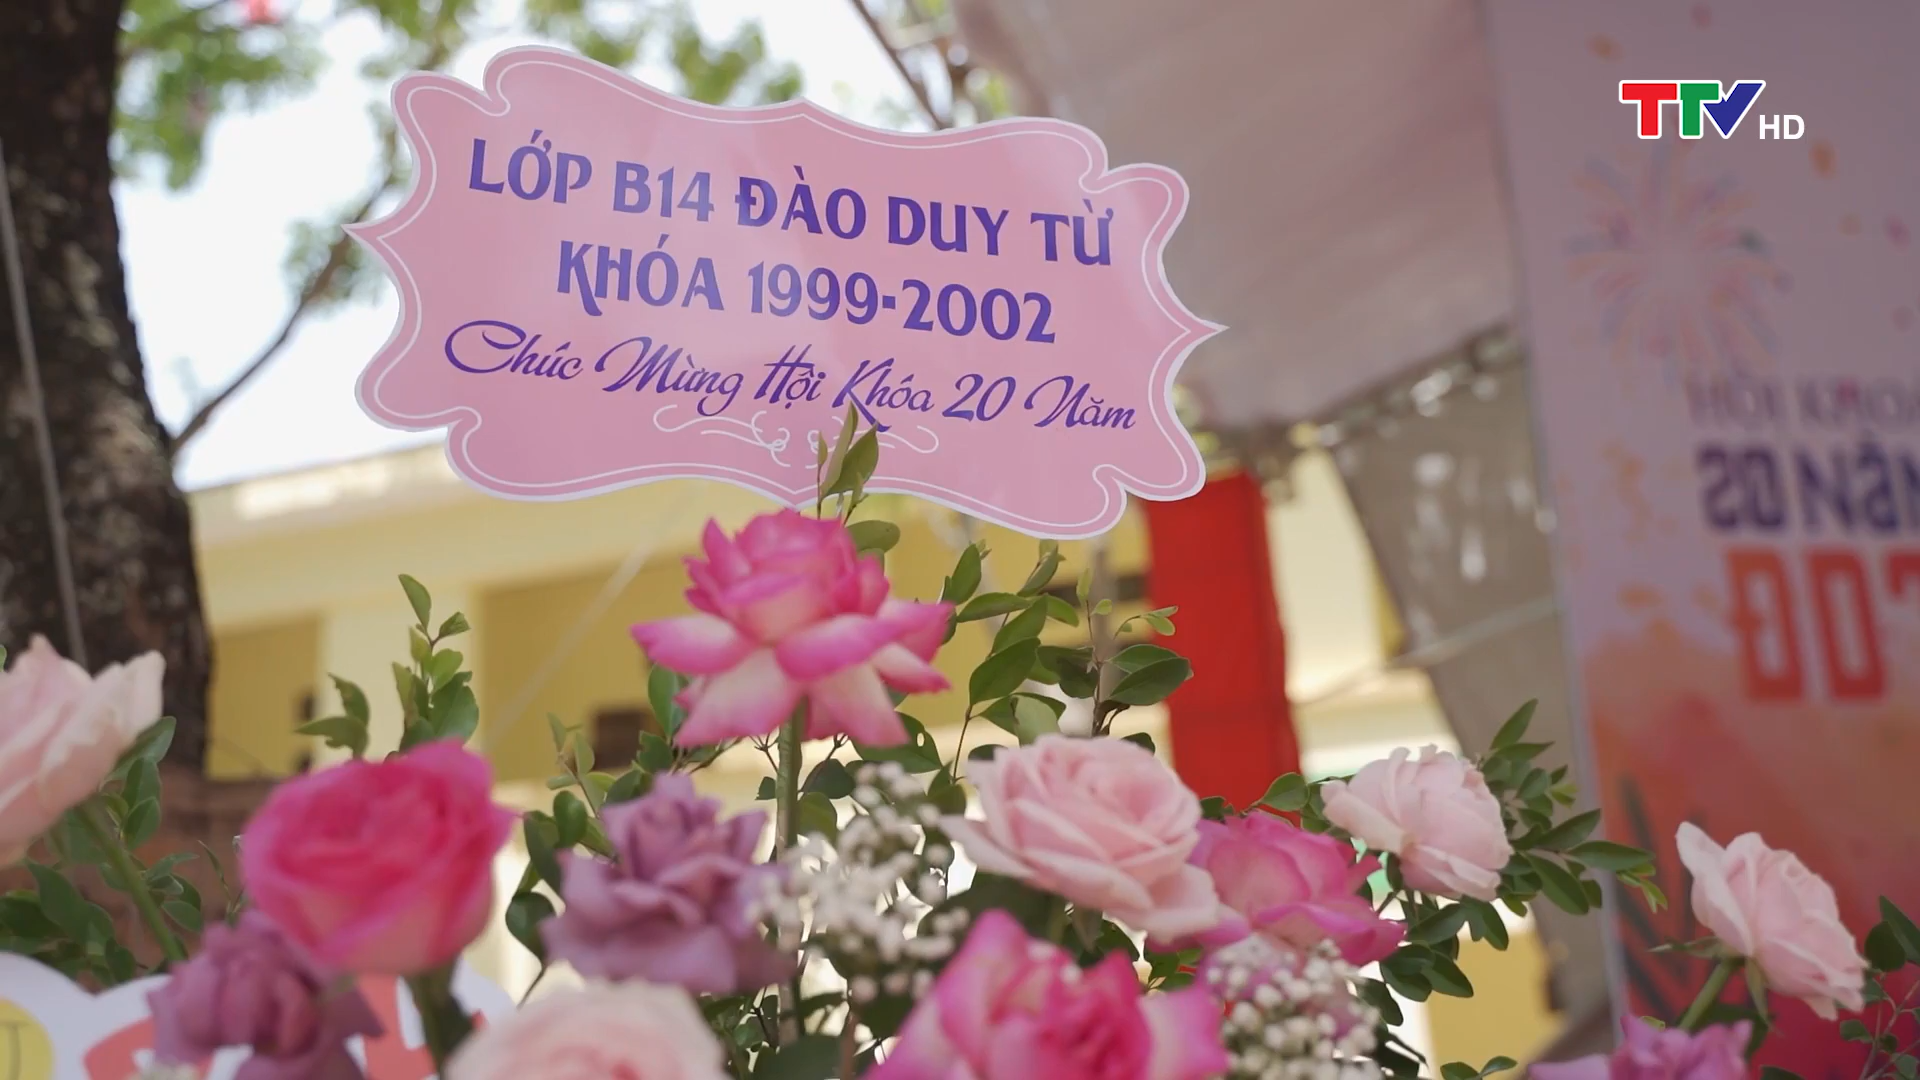 TTV HD
LỚP B14 ĐÀO DUY TỪ
KHÓA 1999-2002
Chúc Mừng Hội Khóa 20 Năm
20 NĂM